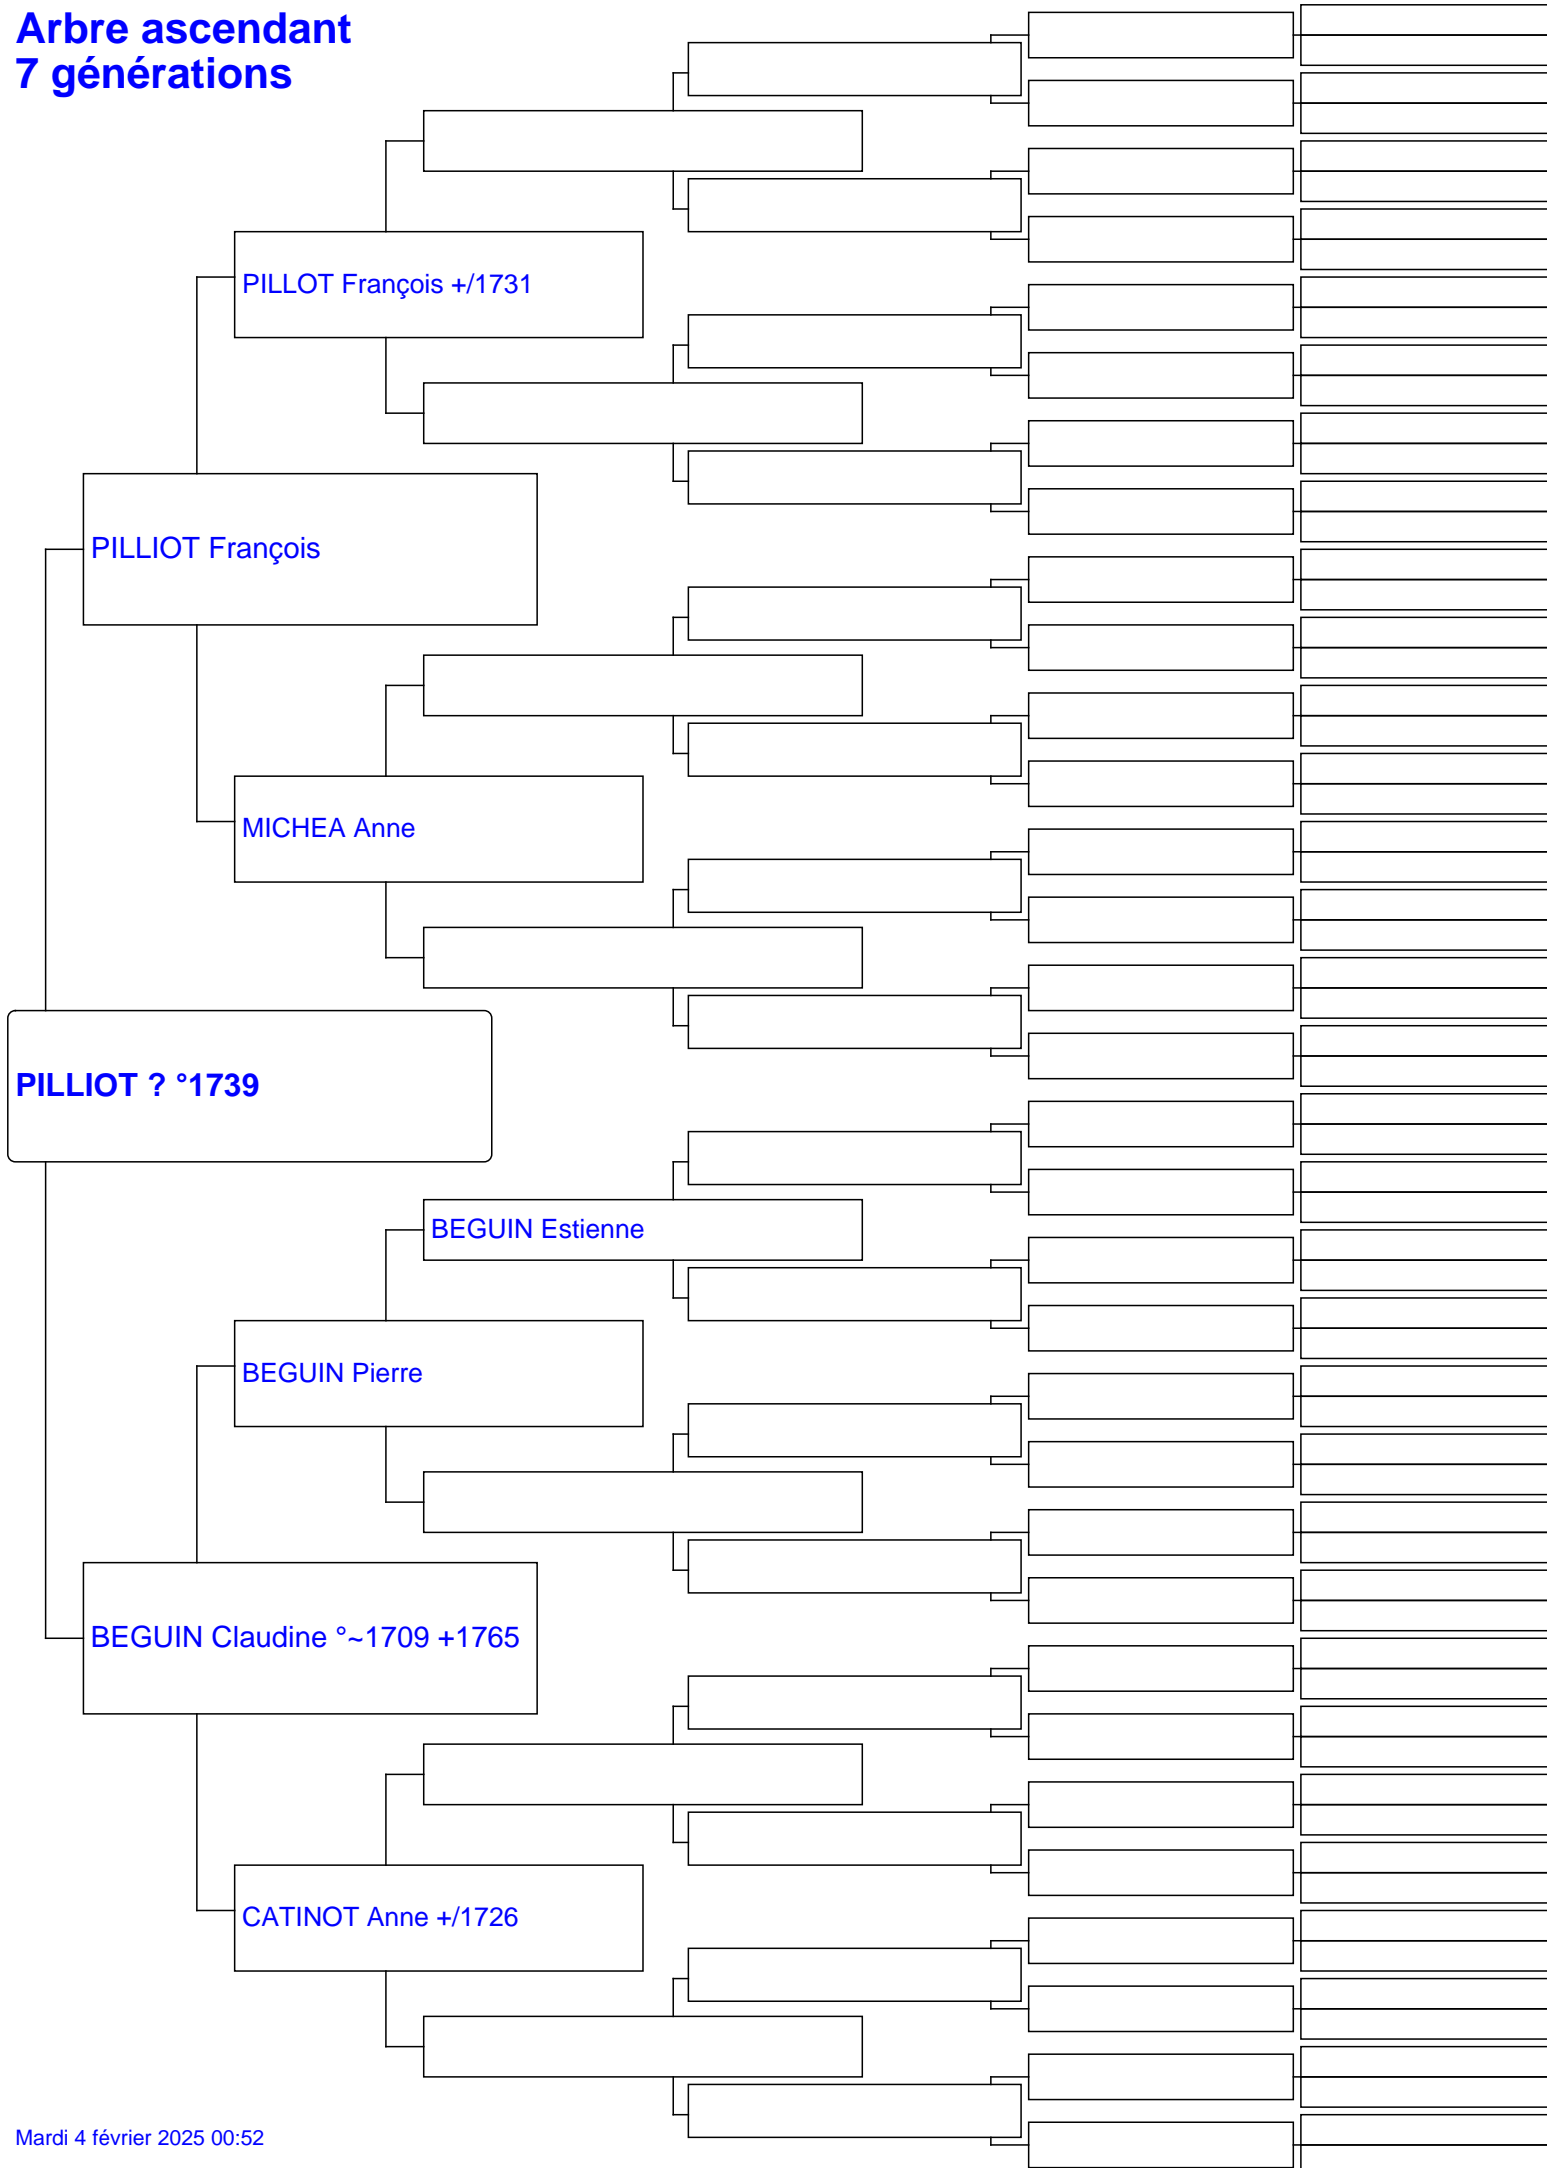 Arbre ascendant
7 générations
PILLOT François +/1731
PILLIOT François
MICHEA Anne
PILLIOT ? °1739
BEGUIN Estienne
BEGUIN Pierre
BEGUIN Claudine °~1709 +1765
CATINOT Anne +/1726
Mardi 4 février 2025 00:52